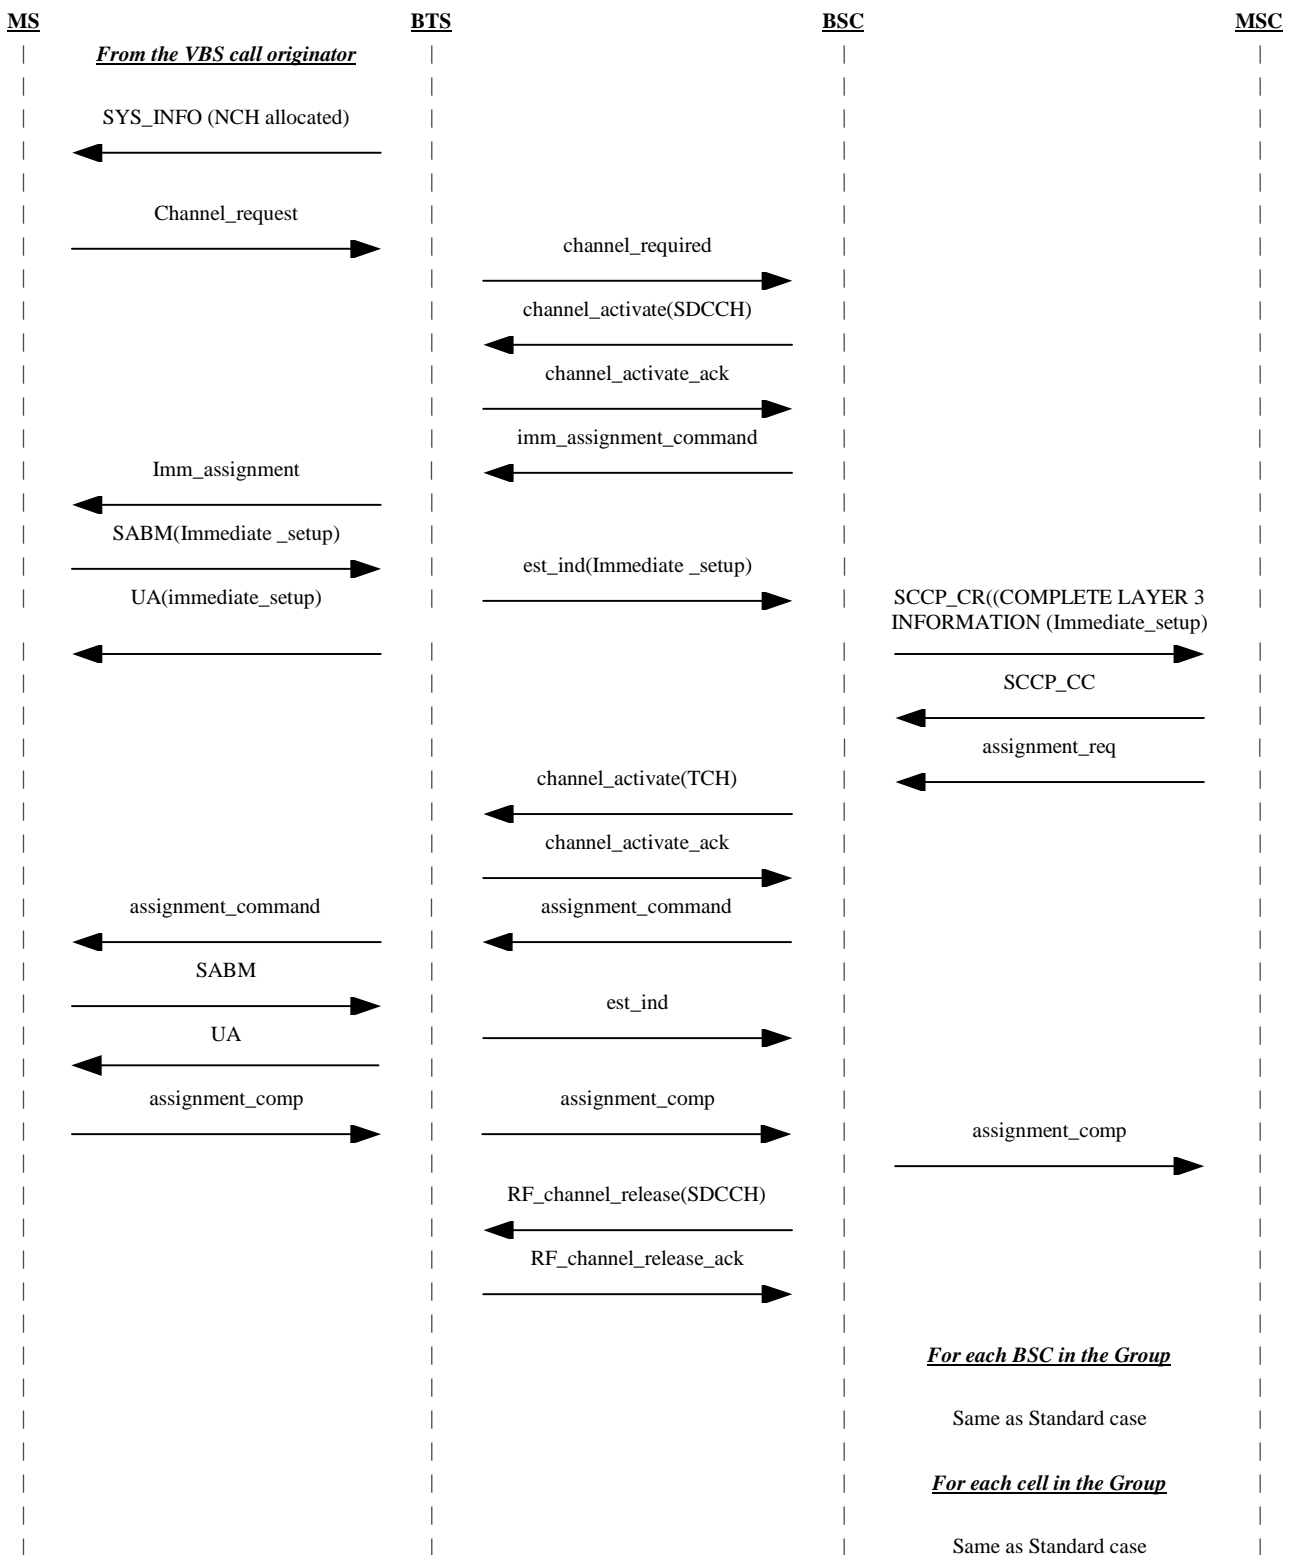 MS BTS BSC MSC
From the VBS call originator
SYS_INFO (NCH allocated)
Channel_request
channel_required
channel_activate(SDCCH)
channel_activate_ack
imm_assignment_command
Imm_assignment
SABM(Immediate _setup)
est_ind(Immediate _setup)
UA(immediate_setup)
SCCP_CR((COMPLETE LAYER 3
INFORMATION (Immediate_setup)
SCCP_CC
assignment_req
channel_activate(TCH)
channel_activate_ack
assignment_command assignment_command
SABM
est_ind
UA
assignment_comp assignment_comp
assignment_comp
RF_channel_release(SDCCH)
RF_channel_release_ack
For each BSC in the Group
Same as Standard case
For each cell in the Group
Same as Standard case